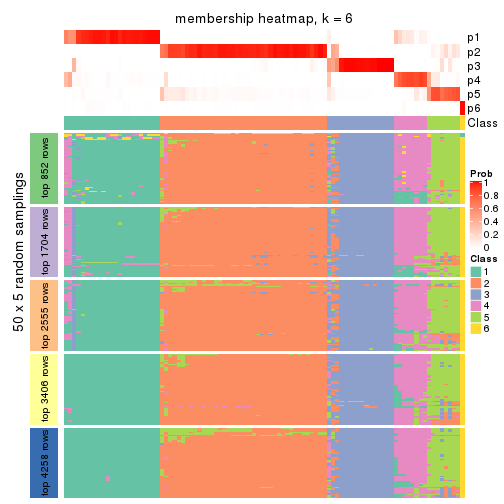 membership heatmap, k = 6
p1
p2
p3
p4
p5
p6
Class
50 x 5 random samplings
top 852 rows
top 1704 rows
top 2555 rows
top 3406 rows
top 4258 rows
Prob
1
0.8
0.6
0.4
0.2
0
Class
1
2
3
4
5
6